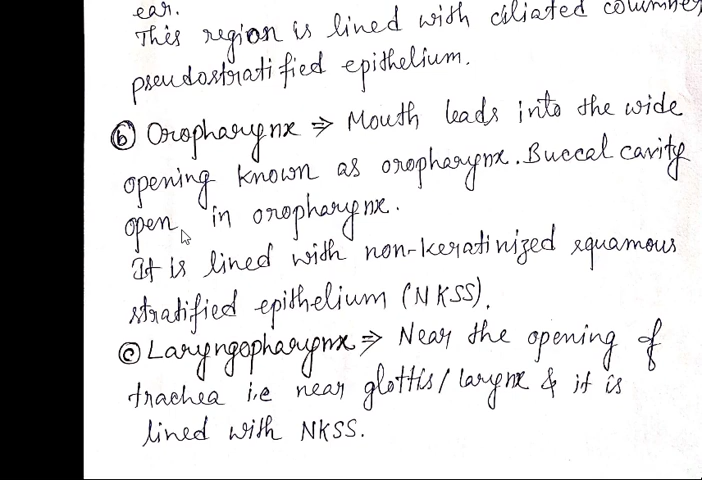 ear.
This region is lined with ciliated columner
pseudostratified epithelium.
ⓑ Oropharynx ⇒ Mouth leads into the wide
opening known as oropharynx. Buccal cavity
open in oropharynx.
It is lined with non-keratinized squamous
stratified epithelium (NKSS).
ⓒ Laryngopharynx ⇒ Near the opening of
trachea i.e near glottis/larynx & it is
lined with NKSS.